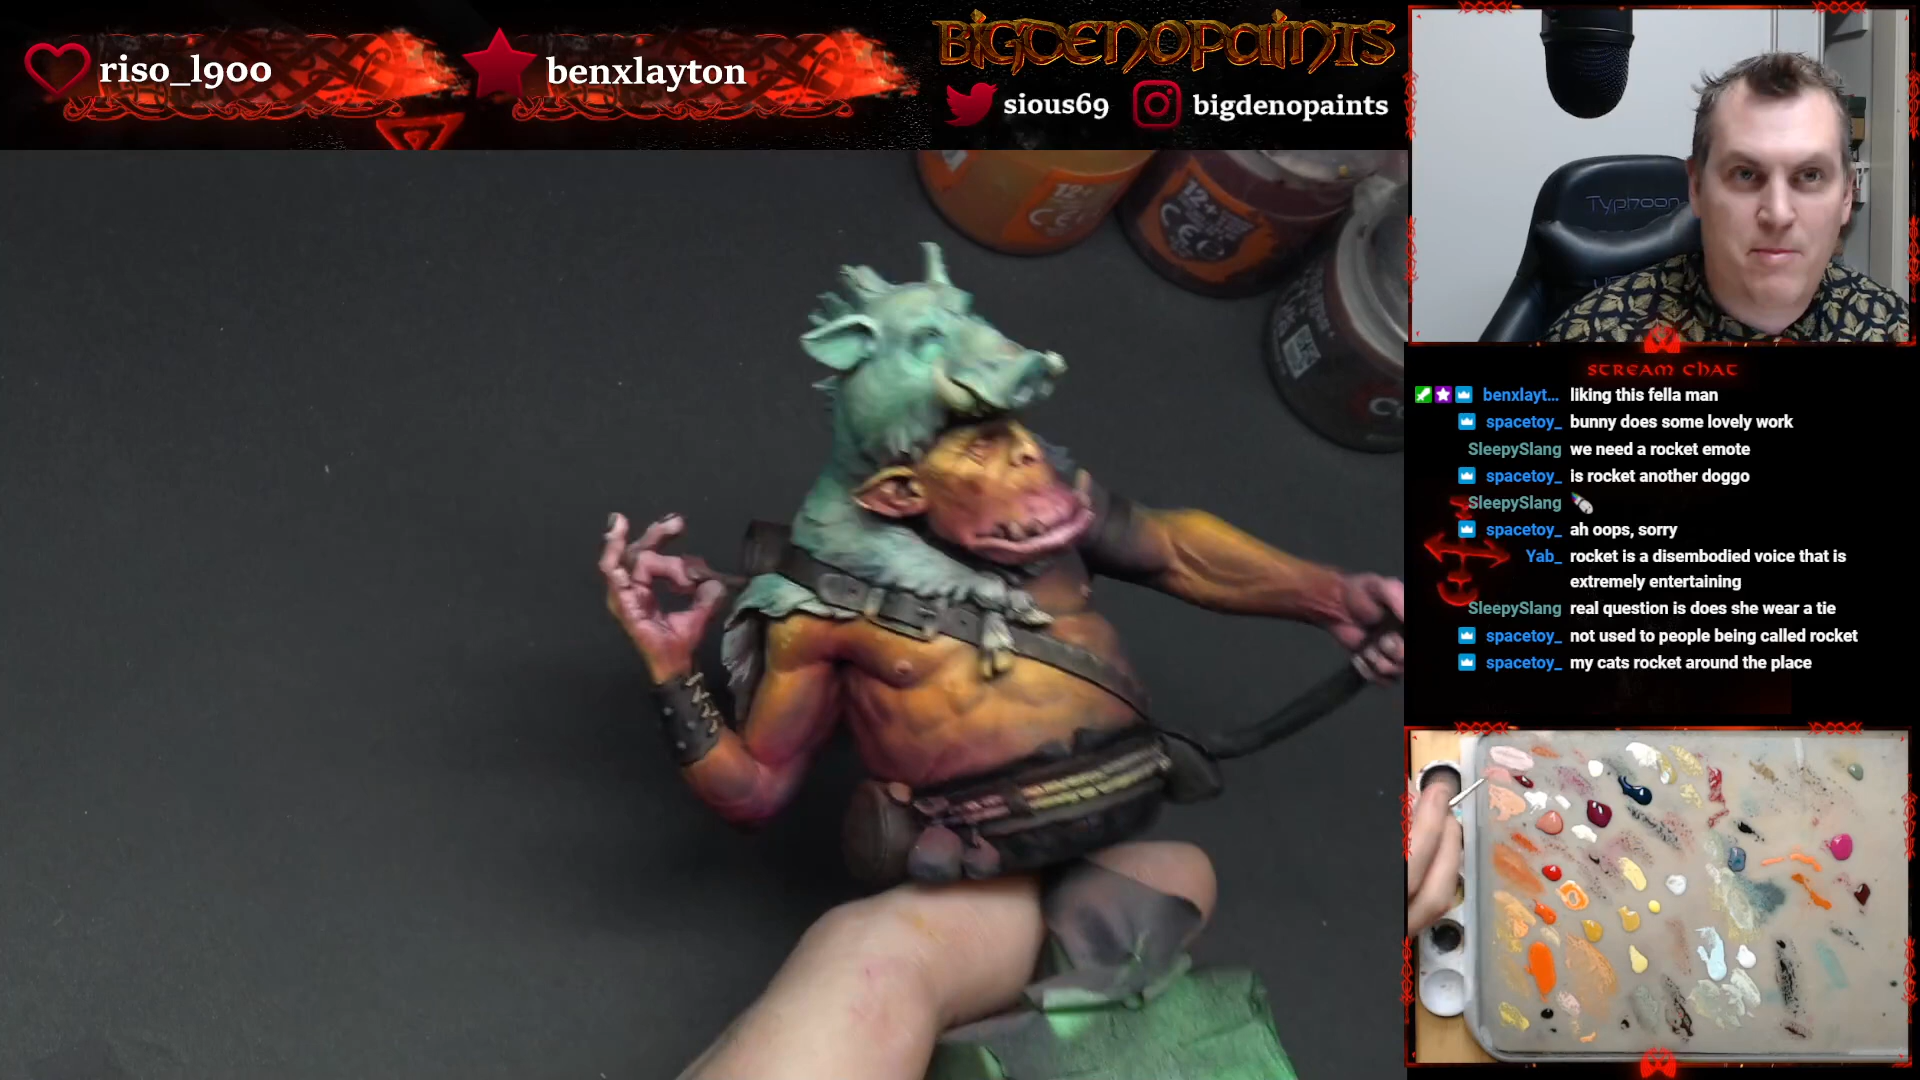 riso_l900
benxlayton
BIGDENOPAINTS
sious69
bigdenopaints
12+
12+
Typhoon
STREAM CHAT
benxlayt... liking this fella man
spacetoy_ bunny does some lovely work
SleepySlang we need a rocket emote
spacetoy_ is rocket another doggo
SleepySlang
spacetoy_ ah oops, sorry
Yab_ rocket is a disembodied voice that is
extremely entertaining
SleepySlang real question is does she wear a tie
spacetoy_ not used to people being called rocket
spacetoy_ my cats rocket around the place